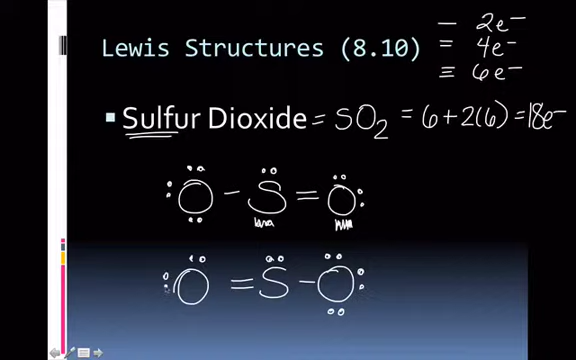 Lewis Structures (8.10)
— 2e⁻
= 4e⁻
≡ 6e⁻
▪ Sulfur Dioxide = SO₂ = 6 + 2(6) = 18e⁻
O — S = O
O = S — O